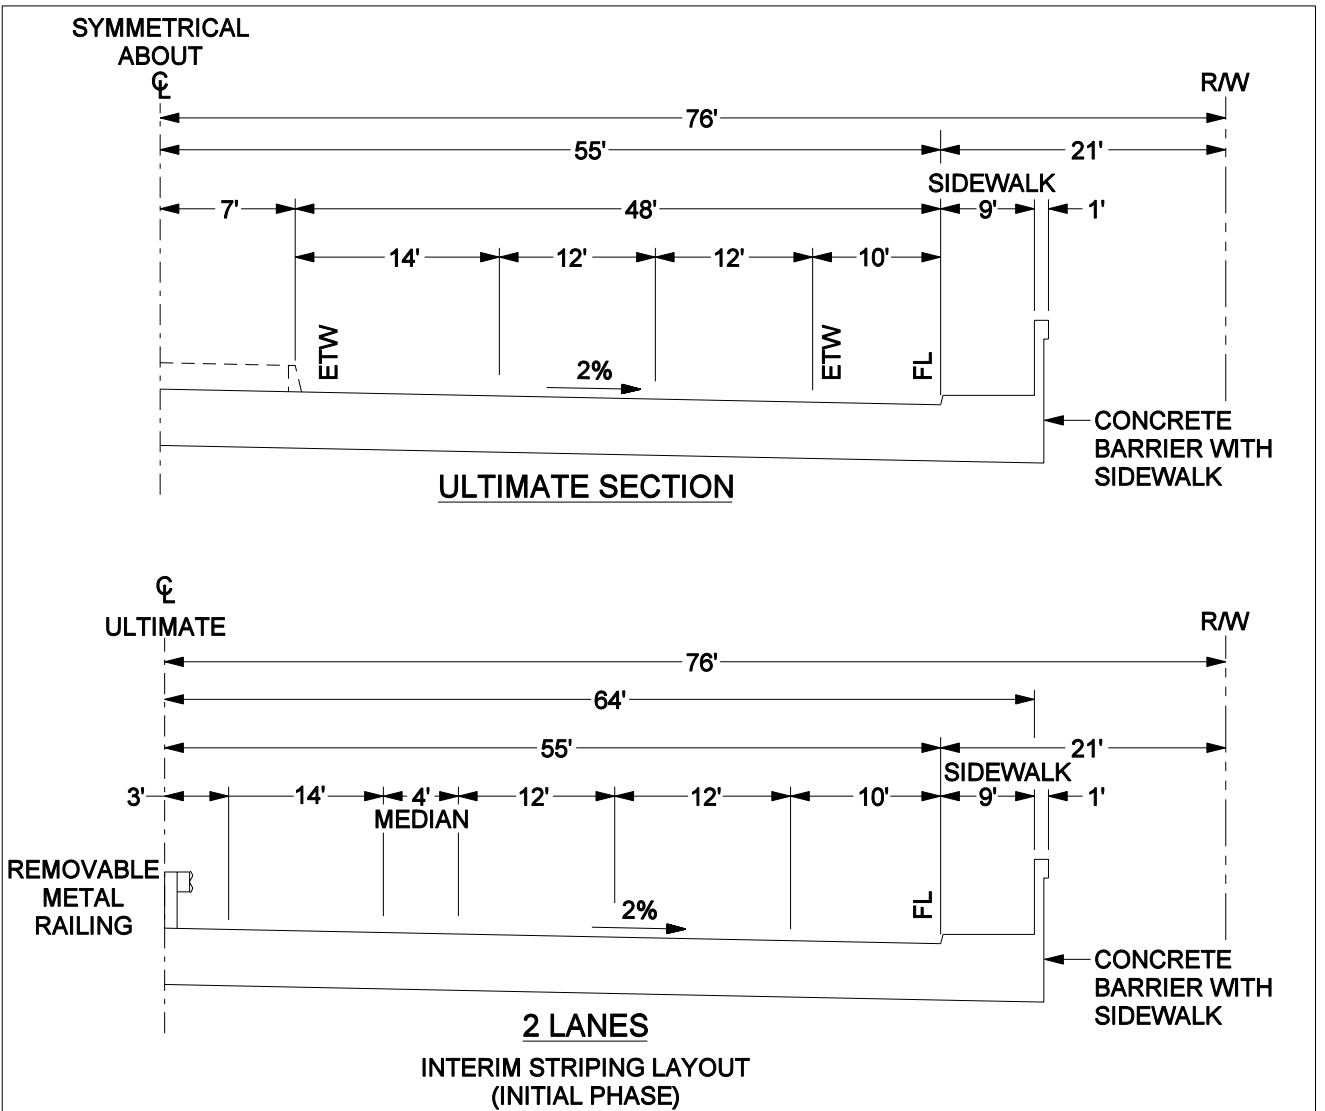 SYMMETRICAL
ABOUT
℄
R/W
76'
55'
21'
SIDEWALK
7'
48'
9'
1'
14'
12'
12'
10'
ETW
ETW
FL
2%
CONCRETE
BARRIER WITH
SIDEWALK
ULTIMATE SECTION
℄
ULTIMATE
R/W
76'
64'
55'
21'
SIDEWALK
3'
14'
4'
12'
12'
10'
9'
1'
MEDIAN
REMOVABLE
METAL
RAILING
2%
FL
CONCRETE
BARRIER WITH
SIDEWALK
2 LANES
INTERIM STRIPING LAYOUT
(INITIAL PHASE)